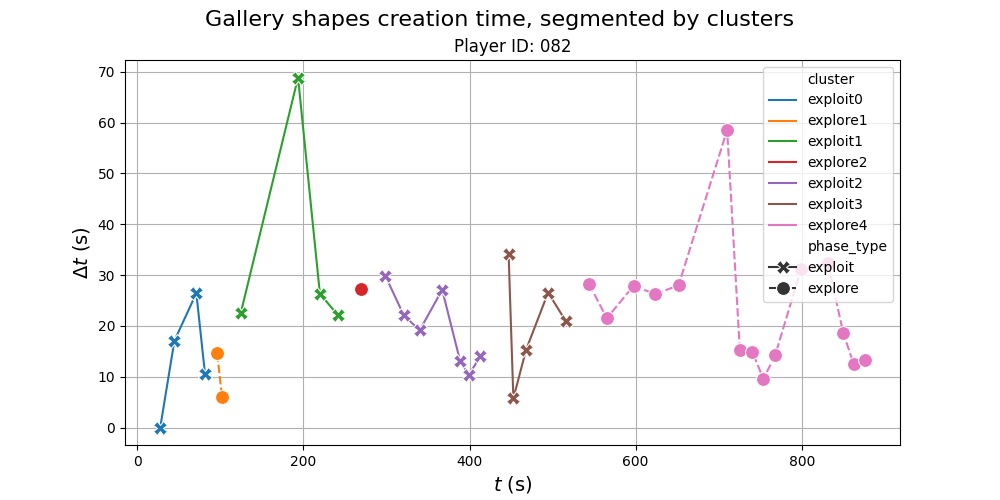 Gallery shapes creation time, segmented by clusters
Player ID: 082
Δt (s)
70
60
50
40
30
20
10
0
cluster
exploit0
explore1
exploit1
explore2
exploit2
exploit3
explore4
phase_type
exploit
explore
0
200
400
600
800
t (s)